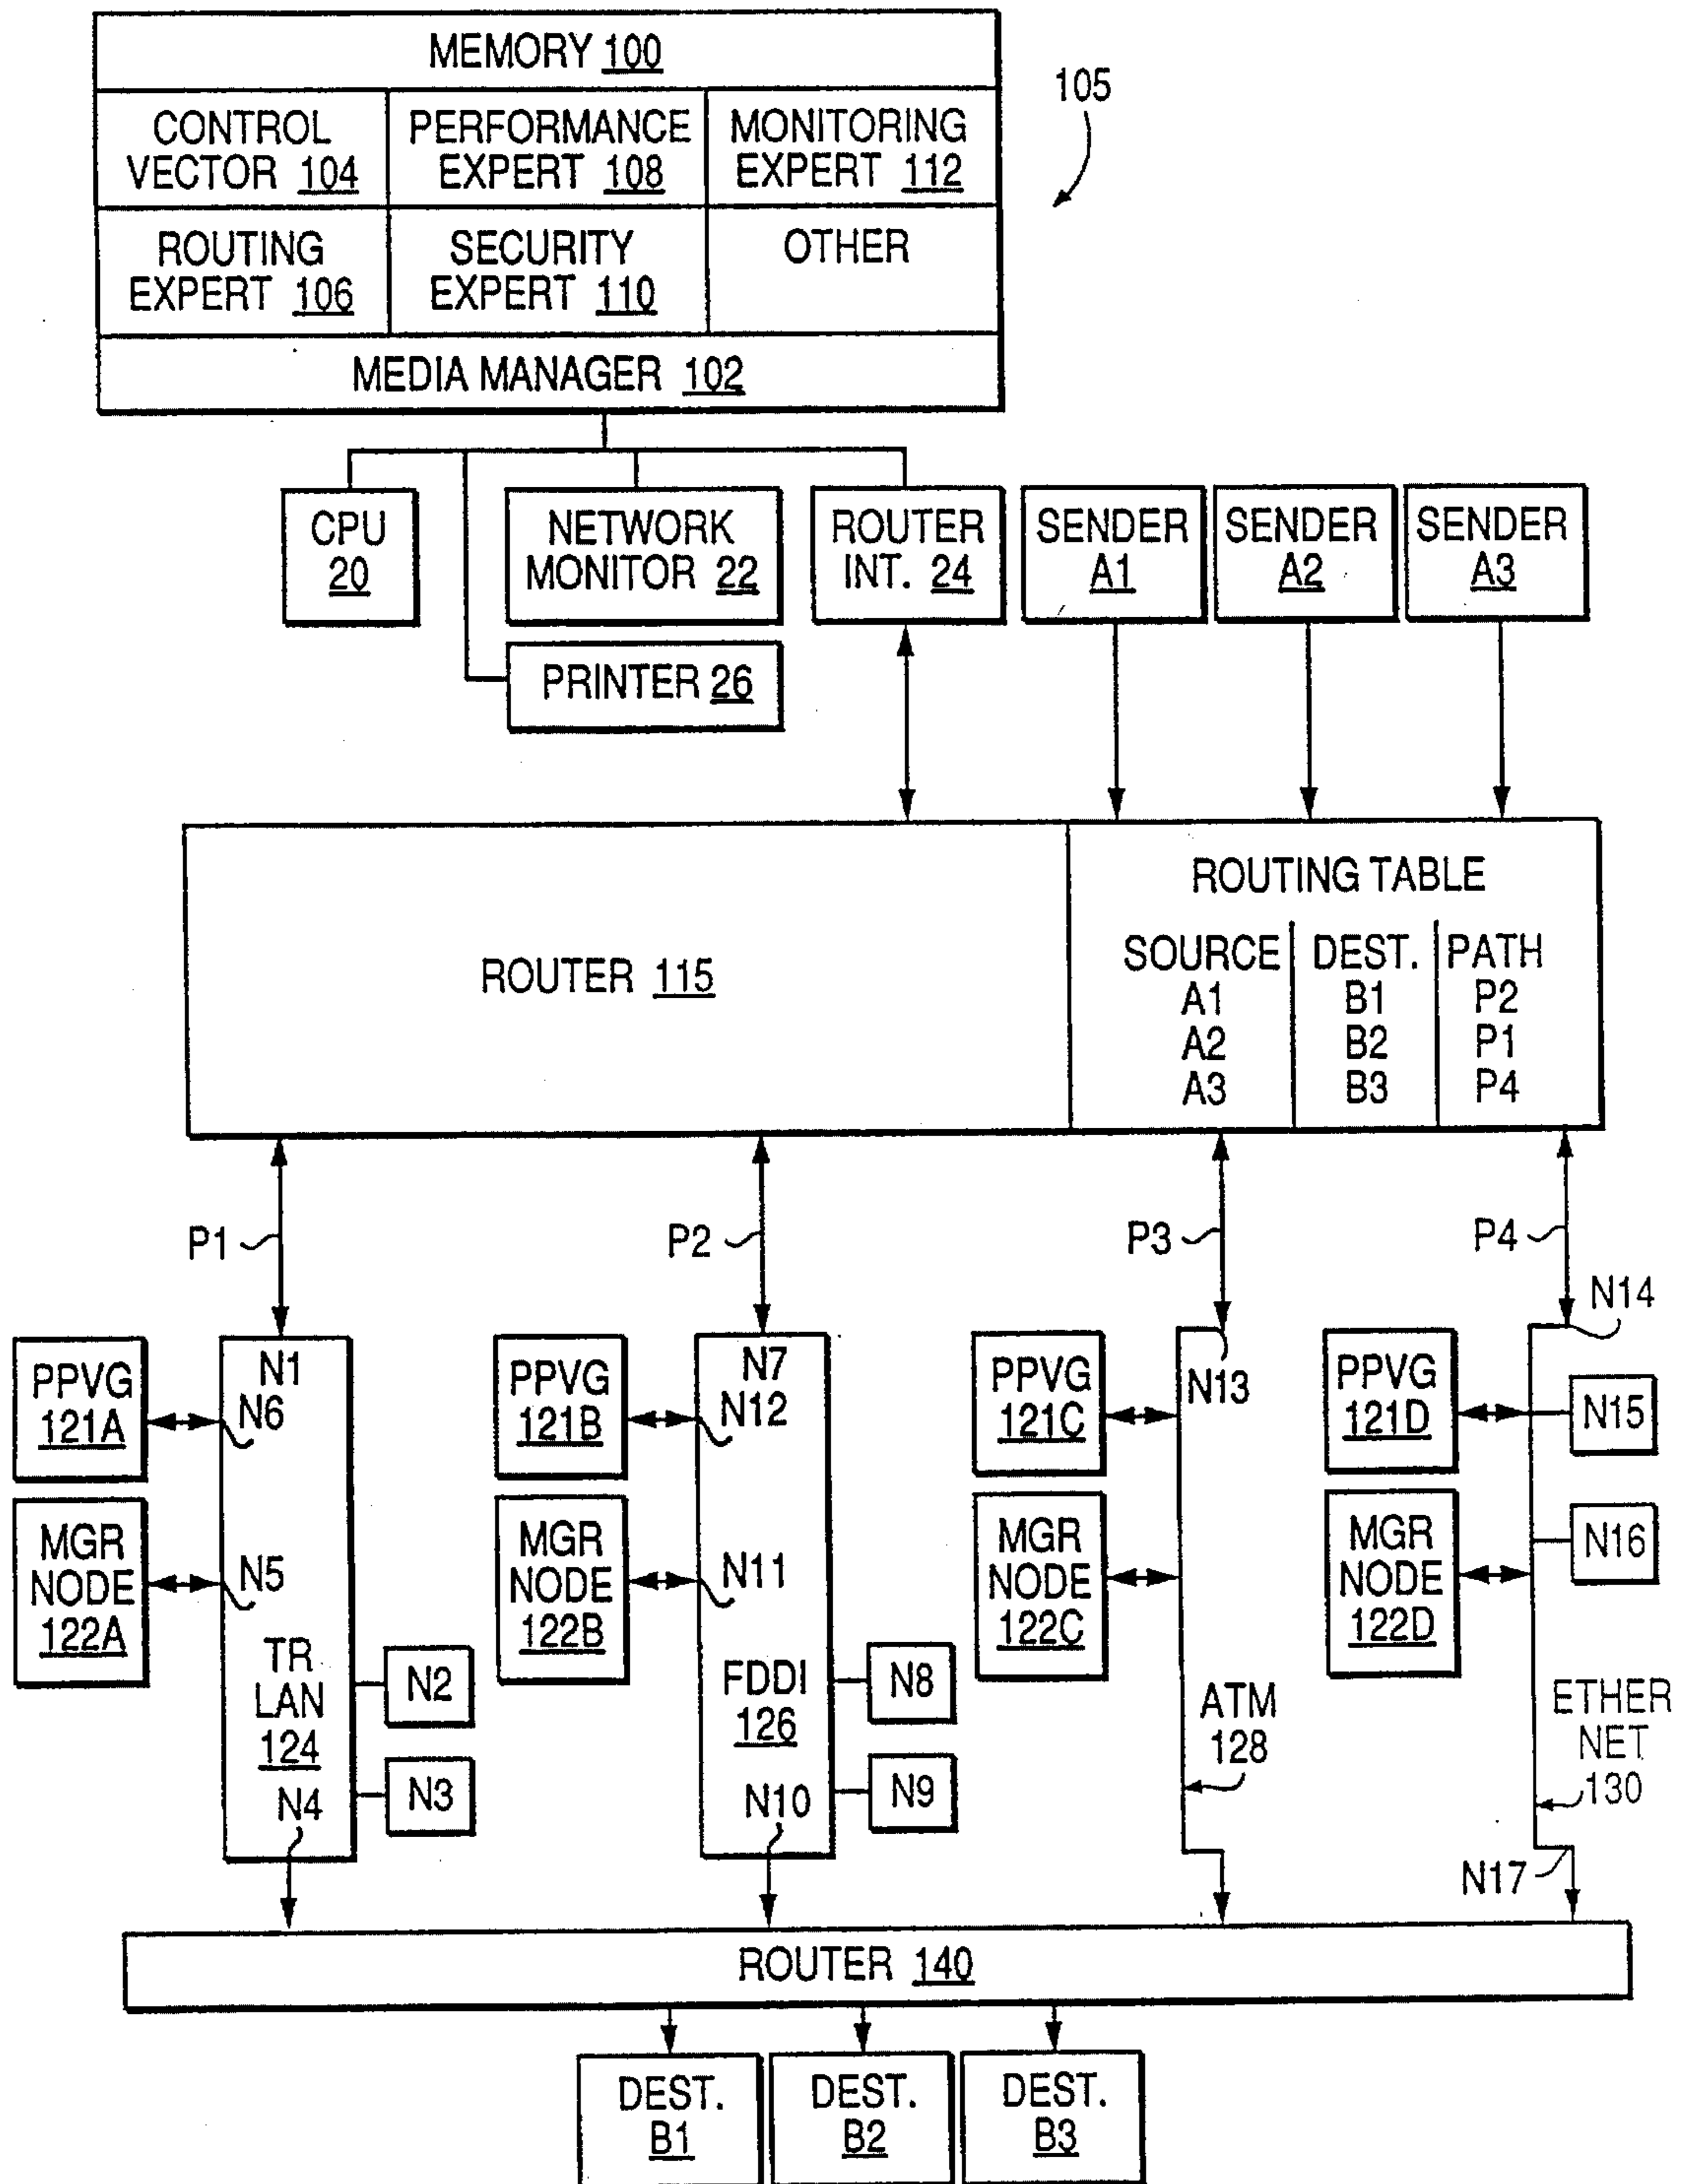 MEMORY 100
105
CONTROL
VECTOR 104
PERFORMANCE
EXPERT 108
MONITORING
EXPERT 112
ROUTING
EXPERT 106
SECURITY
EXPERT 110
OTHER
MEDIA MANAGER 102
CPU
20
NETWORK
MONITOR 22
ROUTER
INT. 24
SENDER
A1
SENDER
A2
SENDER
A3
PRINTER 26
ROUTER 115
ROUTING TABLE
SOURCE DEST. PATH
A1 B1 P2
A2 B2 P1
A3 B3 P4
P1
P2
P3
P4
N14
PPVG
121A
N1
N6
PPVG
121B
N7
N12
PPVG
121C
N13
PPVG
121D
N15
MGR
NODE
122A
N5
MGR
NODE
122B
N11
MGR
NODE
122C
MGR
NODE
122D
N16
TR
LAN
124
N2
N3
N4
FDDI
126
N8
N9
N10
ATM
128
ETHER
NET
130
N17
ROUTER 140
DEST.
B1
DEST.
B2
DEST.
B3